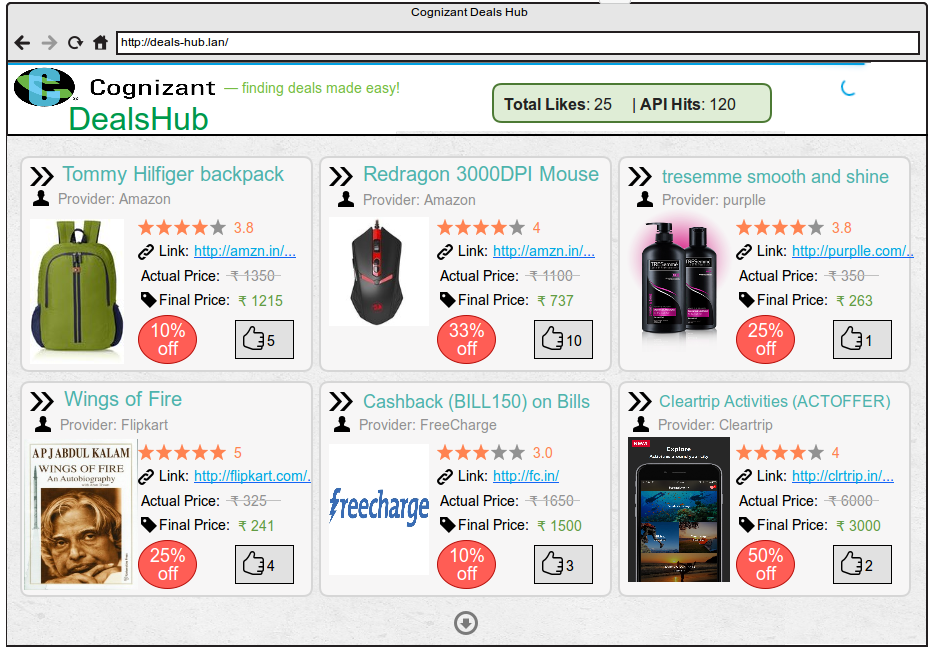 Cognizant Deals Hub
http://deals-hub.lan/
Cognizant — finding deals made easy!
DealsHub
Total Likes: 25 | API Hits: 120
Tommy Hilfiger backpack
Provider: Amazon
3.8
Link: http://amzn.in/...
Actual Price: ₹ 1350
Final Price: ₹ 1215
10%
off
5
Redragon 3000DPI Mouse
Provider: Amazon
4
Link: http://amzn.in/...
Actual Price: ₹ 1100
Final Price: ₹ 737
33%
off
10
tresemme smooth and shine
Provider: purplle
TRESemmé
TRESemmé
3.8
Link: http://purplle.com/..
Actual Price: ₹ 350
Final Price: ₹ 263
25%
off
1
Wings of Fire
Provider: Flipkart
A P J ABDUL KALAM
WINGS OF FIRE
An Autobiography
5
Link: http://flipkart.com/.
Actual Price: ₹ 325
Final Price: ₹ 241
25%
off
4
Cashback (BILL150) on Bills
Provider: FreeCharge
freecharge
3.0
Link: http://fc.in/
Actual Price: ₹ 1650
Final Price: ₹ 1500
10%
off
3
Cleartrip Activities (ACTOFFER)
Provider: Cleartrip
NEW!
Explore
4
Link: http://clrtrip.in/...
Actual Price: ₹ 6000
Final Price: ₹ 3000
50%
off
2